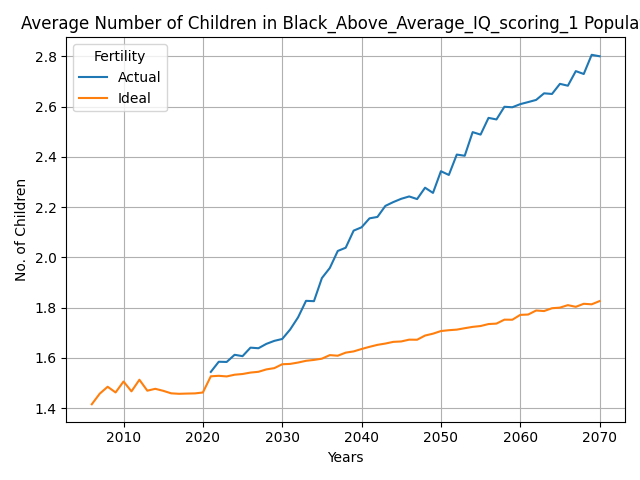 Average Number of Children in Black_Above_Average_IQ_scoring_1 Popula
Fertility
Actual
Ideal
2.8
2.6
2.4
2.2
2.0
1.8
1.6
1.4
No. of Children
2010 2020 2030 2040 2050 2060 2070
Years